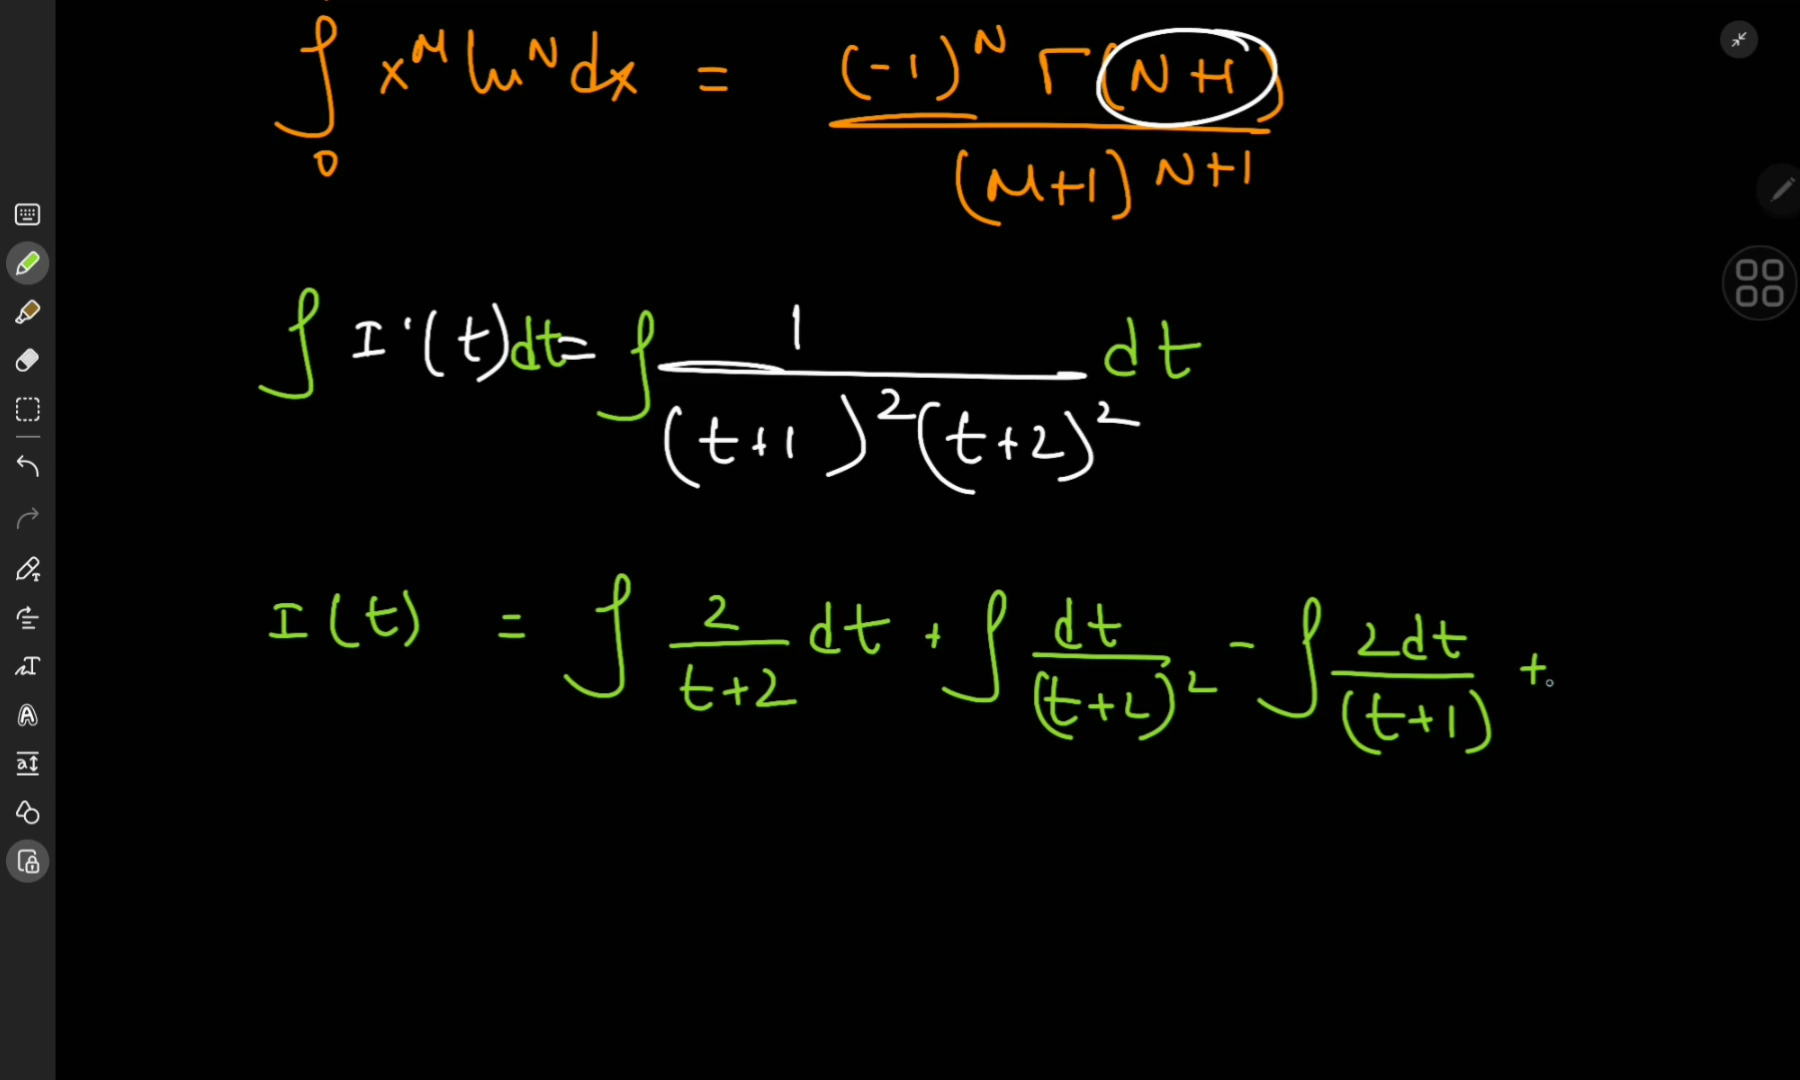 ∫₀ x^M ln^N dx = (-1)^N Γ(N+1) / (M+1)^(N+1)
∫ I'(t)dt = ∫ 1 / (t+1)²(t+2)² dt
I(t) = ∫ 2/(t+2) dt + ∫ dt/(t+2)² - ∫ 2dt/(t+1) +